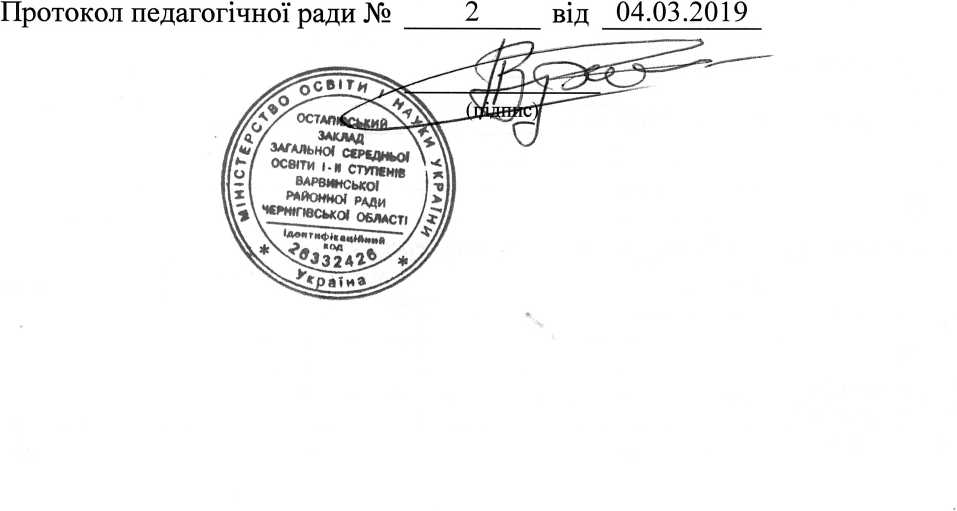 Протокол педагогічної ради № 2 від 04.03.2019
(підпис)
МІНІСТЕРСТВО ОСВІТИ І НАУКИ УКРАЇНИ
ОСТАПІВСЬКИЙ
ЗАКЛАД
ЗАГАЛЬНОЇ СЕРЕДНЬОЇ
ОСВІТИ І-ІІ СТУПЕНІВ
ВАРВИНСЬКОЇ
РАЙОННОЇ РАДИ
ЧЕРНІГІВСЬКОЇ ОБЛАСТІ
Ідентифікаційний
код
26332426
* Україна *